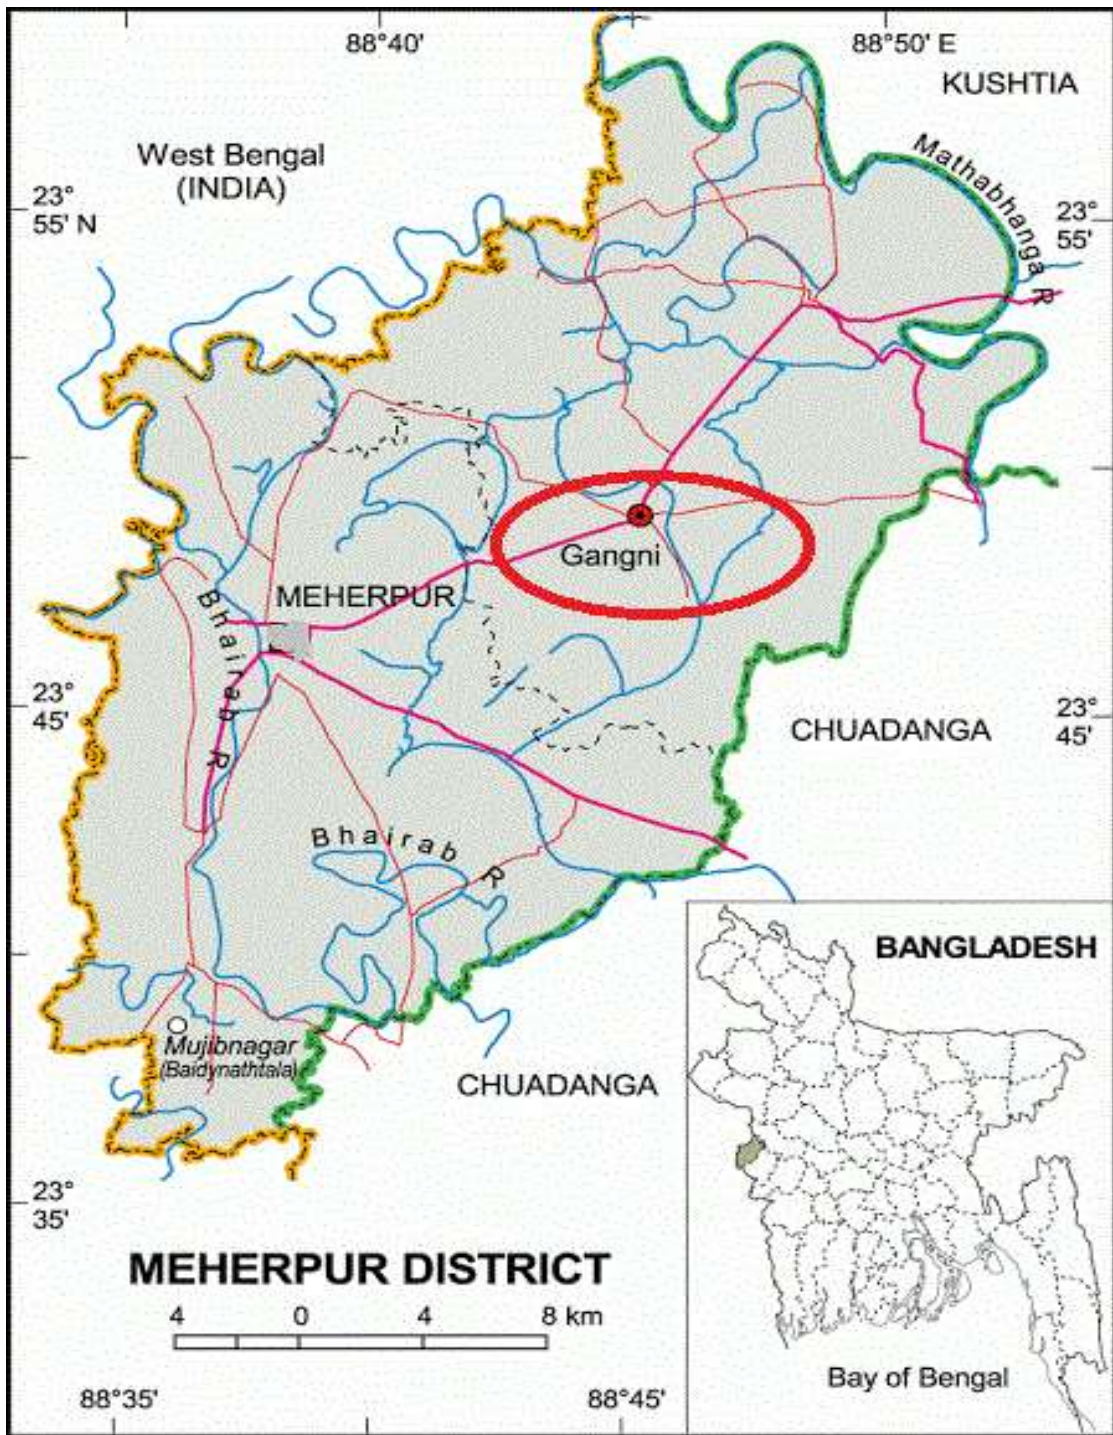 88°40'
88°50' E
KUSHTIA
West Bengal
(INDIA)
Mathabhanga R
23°
55' N
23°
55'
Gangni
MEHERPUR
Bhairab R
23°
45'
23°
45'
CHUADANGA
Bhairab R
BANGLADESH
Mujibnagar
(Baidynathtala)
CHUADANGA
23°
35'
MEHERPUR DISTRICT
4 0 4 8 km
Bay of Bengal
88°35'
88°45'